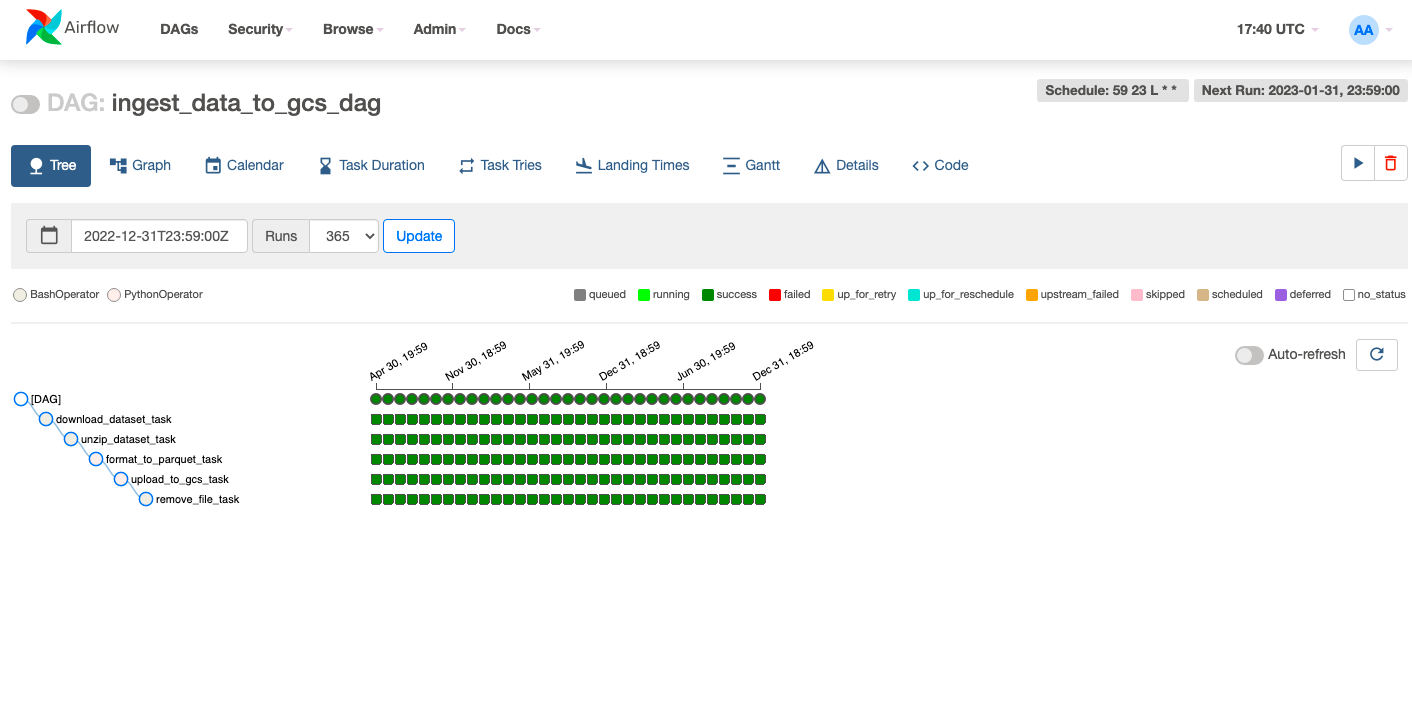 Airflow DAGs Security Browse Admin Docs 17:40 UTC AA
DAG: ingest_data_to_gcs_dag
Schedule: 59 23 L * * Next Run: 2023-01-31, 23:59:00
Tree Graph Calendar Task Duration Task Tries Landing Times Gantt Details Code
2022-12-31T23:59:00Z Runs 365 Update
BashOperator PythonOperator queued running success failed up_for_retry up_for_reschedule upstream_failed skipped scheduled deferred no_status
Auto-refresh
Apr 30, 19:59 Nov 30, 18:59 May 31, 19:59 Dec 31, 18:59 Jun 30, 19:59 Dec 31, 18:59
[DAG]
download_dataset_task
unzip_dataset_task
format_to_parquet_task
upload_to_gcs_task
remove_file_task